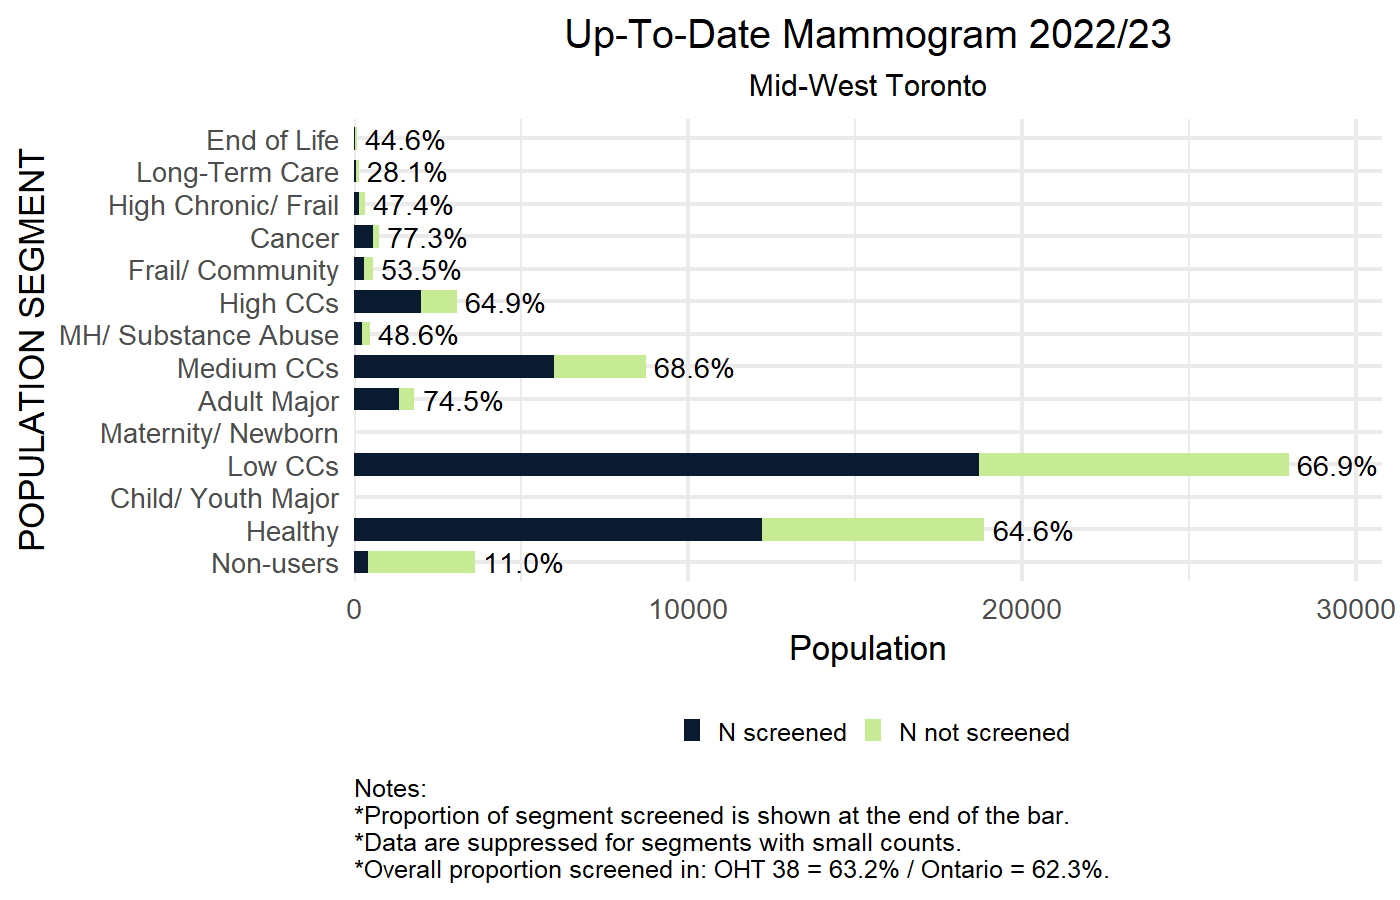 Up-To-Date Mammogram 2022/23
Mid-West Toronto
POPULATION SEGMENT
End of Life 44.6%
Long-Term Care 28.1%
High Chronic/ Frail 47.4%
Cancer 77.3%
Frail/ Community 53.5%
High CCs 64.9%
MH/ Substance Abuse 48.6%
Medium CCs 68.6%
Adult Major 74.5%
Maternity/ Newborn
Low CCs 66.9%
Child/ Youth Major
Healthy 64.6%
Non-users 11.0%
0 10000 20000 30000
Population
N screened N not screened
Notes:
*Proportion of segment screened is shown at the end of the bar.
*Data are suppressed for segments with small counts.
*Overall proportion screened in: OHT 38 = 63.2% / Ontario = 62.3%.